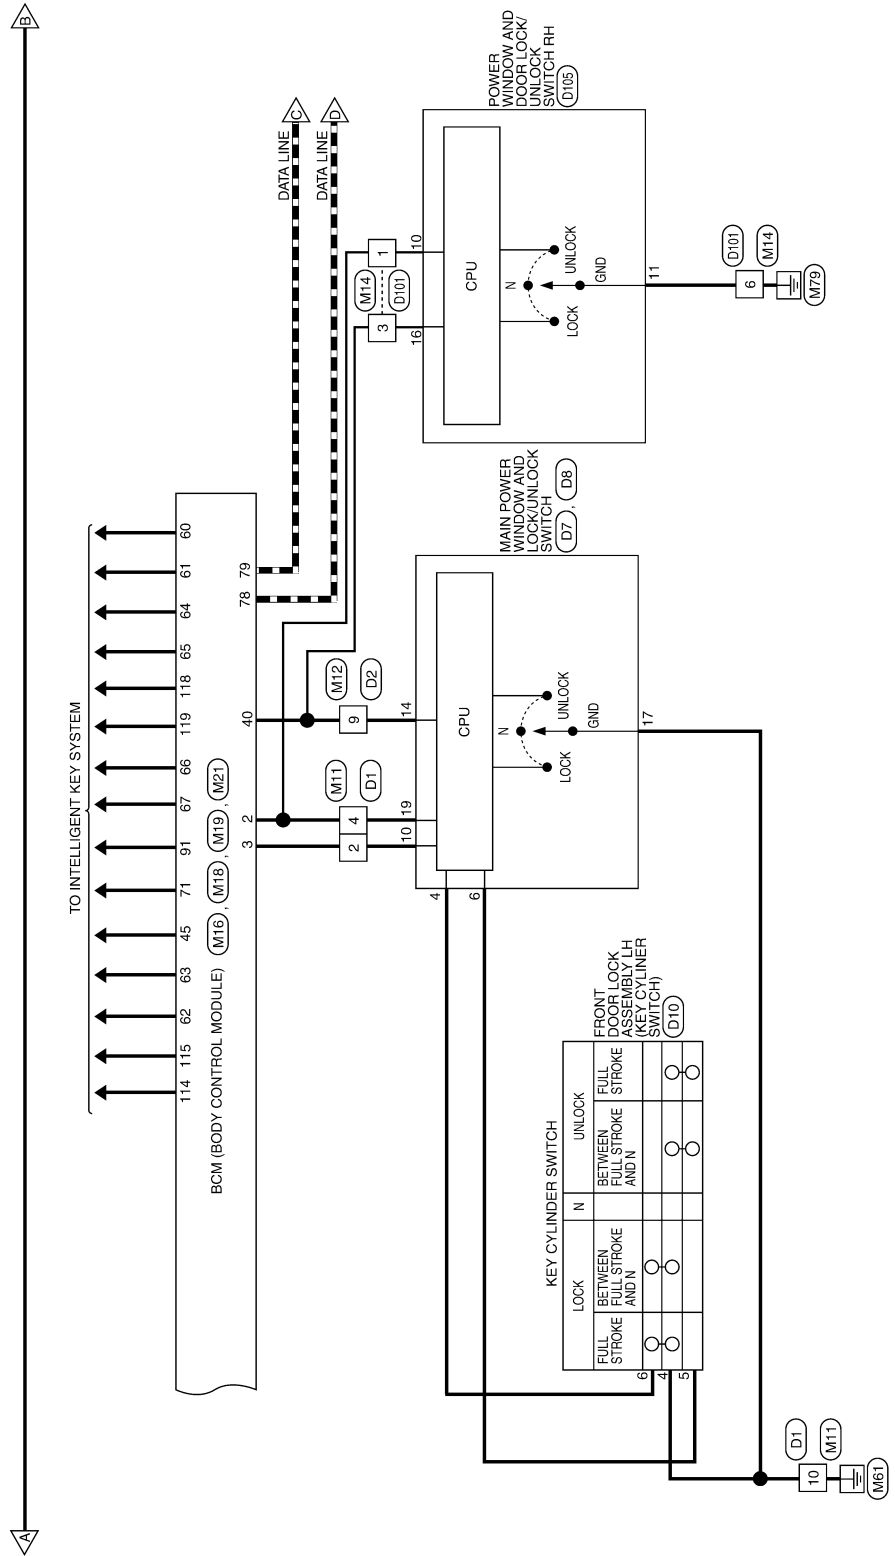 A
B
TO INTELLIGENT KEY SYSTEM
114
115
62
63
45
71
91
67
66
119
118
65
64
61
60
BCM (BODY CONTROL MODULE)
M16 , M18 , M19 , M21
3
2
40
78
79
DATA LINE
C
DATA LINE
D
2
4
M11
D1
9
M12
D2
3
1
M14
D101
4
6
10
19
14
CPU
LOCK
N
UNLOCK
GND
17
MAIN POWER
WINDOW AND
LOCK/UNLOCK
SWITCH
D7 , D8
16
10
CPU
LOCK
N
UNLOCK
GND
11
POWER
WINDOW AND
DOOR LOCK/
UNLOCK
SWITCH RH
D105
6
D101
M14
M79
KEY CYLINDER SWITCH
LOCK
N
UNLOCK
FULL
STROKE
BETWEEN
FULL STROKE
AND N
BETWEEN
FULL STROKE
AND N
FULL
STROKE
6
4
5
FRONT
DOOR LOCK
ASSEMBLY LH
(KEY CYLINER
SWITCH)
D10
10
D1
M11
M61